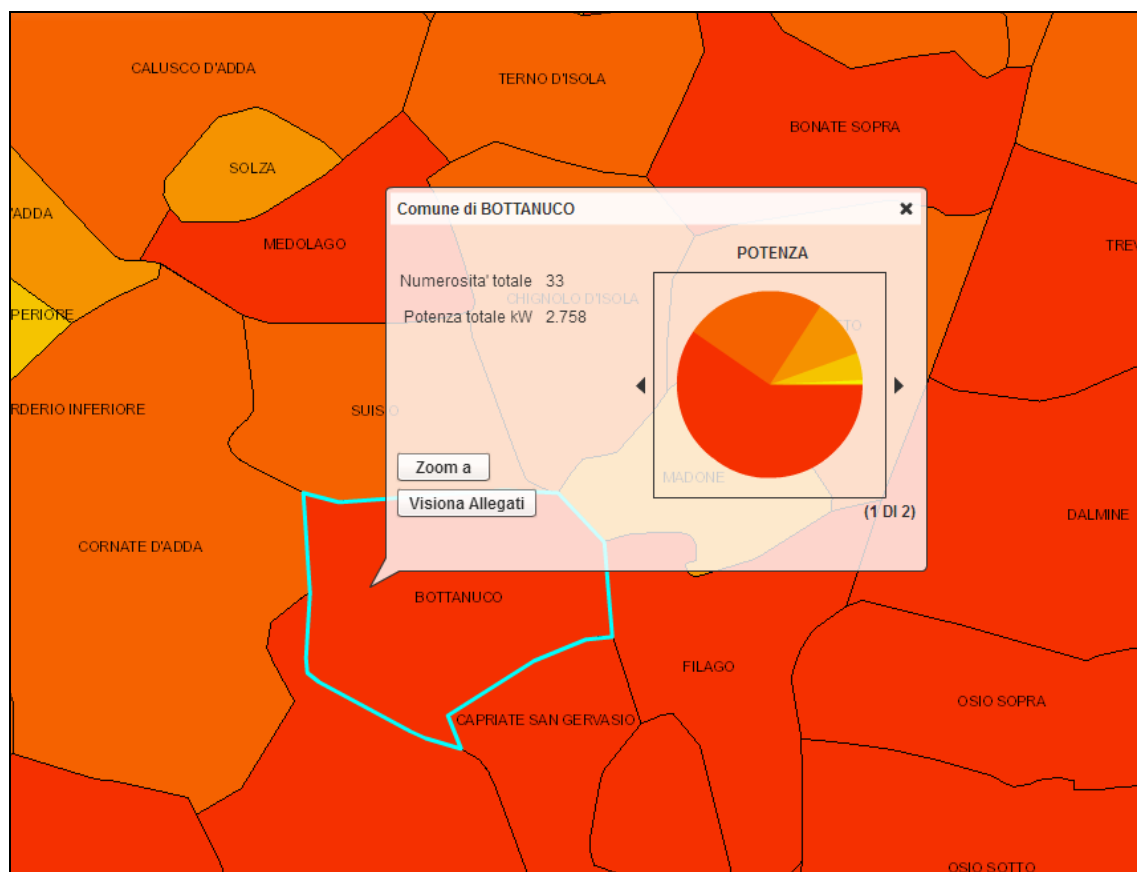 CALUSCO D'ADDA
TERNO D'ISOLA
BONATE SOPRA
SOLZA
Comune di BOTTANUCO
'ADDA
MEDOLAGO
POTENZA
TREV
Numerosita' totale 33
CHIGNOLO D'ISOLA
Potenza totale kW 2.758
PERIORE
RDERIO INFERIORE
SUISIO
Zoom a
MADONE
Visiona Allegati
(1 DI 2)
DALMINE
CORNATE D'ADDA
BOTTANUCO
FILAGO
OSIO SOPRA
CAPRIATE SAN GERVASIO
OSIO SOTTO